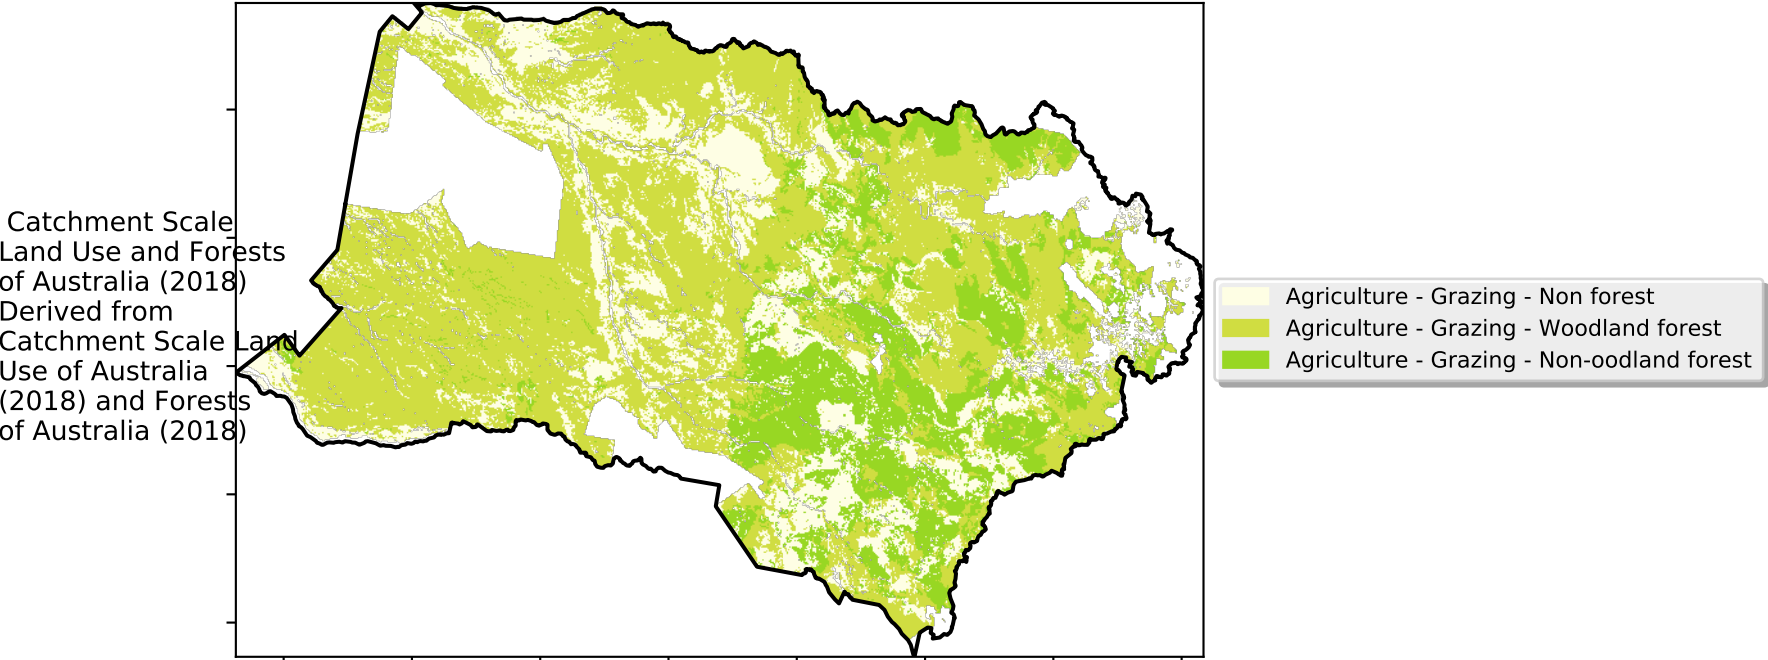 Catchment Scale
Land Use and Forests
of Australia (2018)
Derived from
Catchment Scale Land
Use of Australia
(2018) and Forests
of Australia (2018)
Agriculture - Grazing - Non forest
Agriculture - Grazing - Woodland forest
Agriculture - Grazing - Non-oodland forest